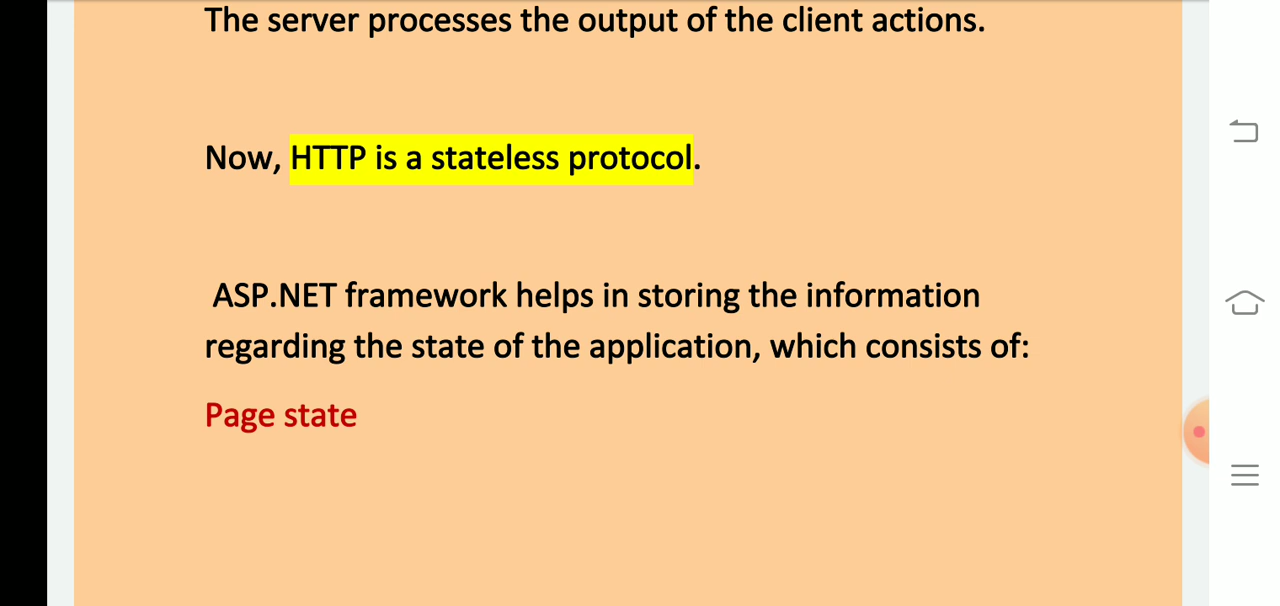 The server processes the output of the client actions.
Now, HTTP is a stateless protocol.
ASP.NET framework helps in storing the information
regarding the state of the application, which consists of:
Page state